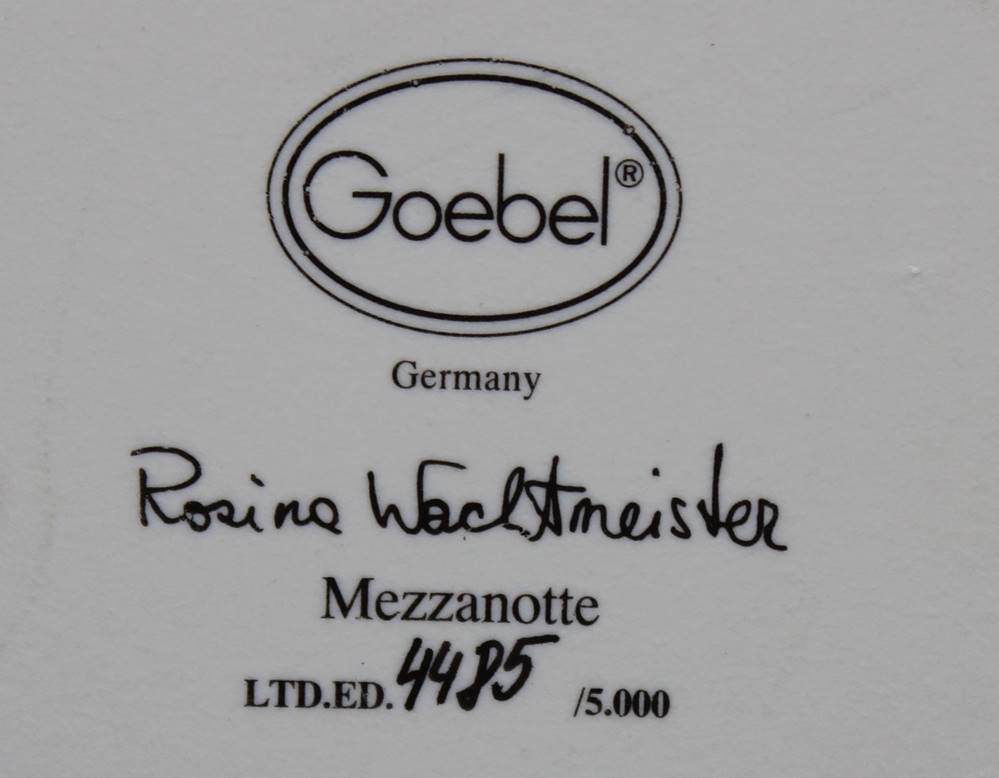 Goebel®
Germany
Rosina Wachtmeister
Mezzanotte
LTD.ED. 4485 /5.000